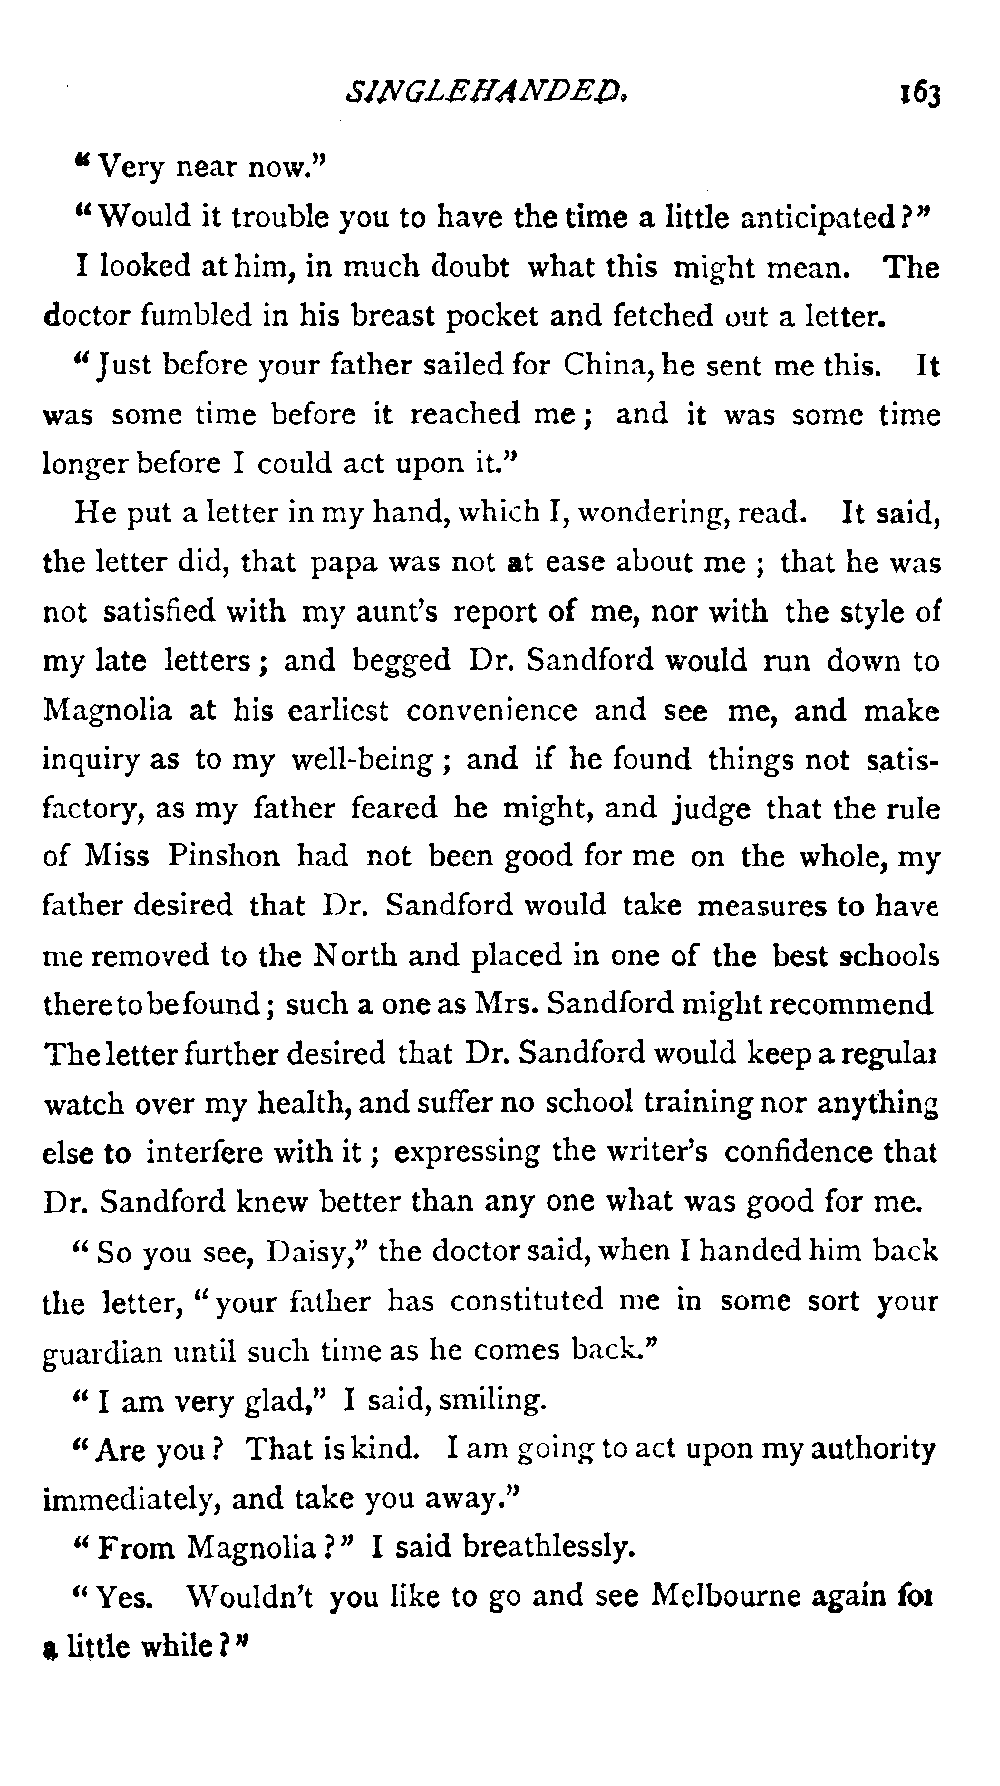 SINGLEHANDED. 163
"Very near now."
"Would it trouble you to have the time a little anticipated?"
I looked at him, in much doubt what this might mean. The
doctor fumbled in his breast pocket and fetched out a letter.
"Just before your father sailed for China, he sent me this. It
was some time before it reached me; and it was some time
longer before I could act upon it."
He put a letter in my hand, which I, wondering, read. It said,
the letter did, that papa was not at ease about me; that he was
not satisfied with my aunt's report of me, nor with the style of
my late letters; and begged Dr. Sandford would run down to
Magnolia at his earliest convenience and see me, and make
inquiry as to my well-being; and if he found things not satis-
factory, as my father feared he might, and judge that the rule
of Miss Pinshon had not been good for me on the whole, my
father desired that Dr. Sandford would take measures to have
me removed to the North and placed in one of the best schools
there to be found; such a one as Mrs. Sandford might recommend
The letter further desired that Dr. Sandford would keep a regular
watch over my health, and suffer no school training nor anything
else to interfere with it; expressing the writer's confidence that
Dr. Sandford knew better than any one what was good for me.
"So you see, Daisy," the doctor said, when I handed him back
the letter, "your father has constituted me in some sort your
guardian until such time as he comes back."
"I am very glad," I said, smiling.
"Are you? That is kind. I am going to act upon my authority
immediately, and take you away."
"From Magnolia?" I said breathlessly.
"Yes. Wouldn't you like to go and see Melbourne again for
a little while?"